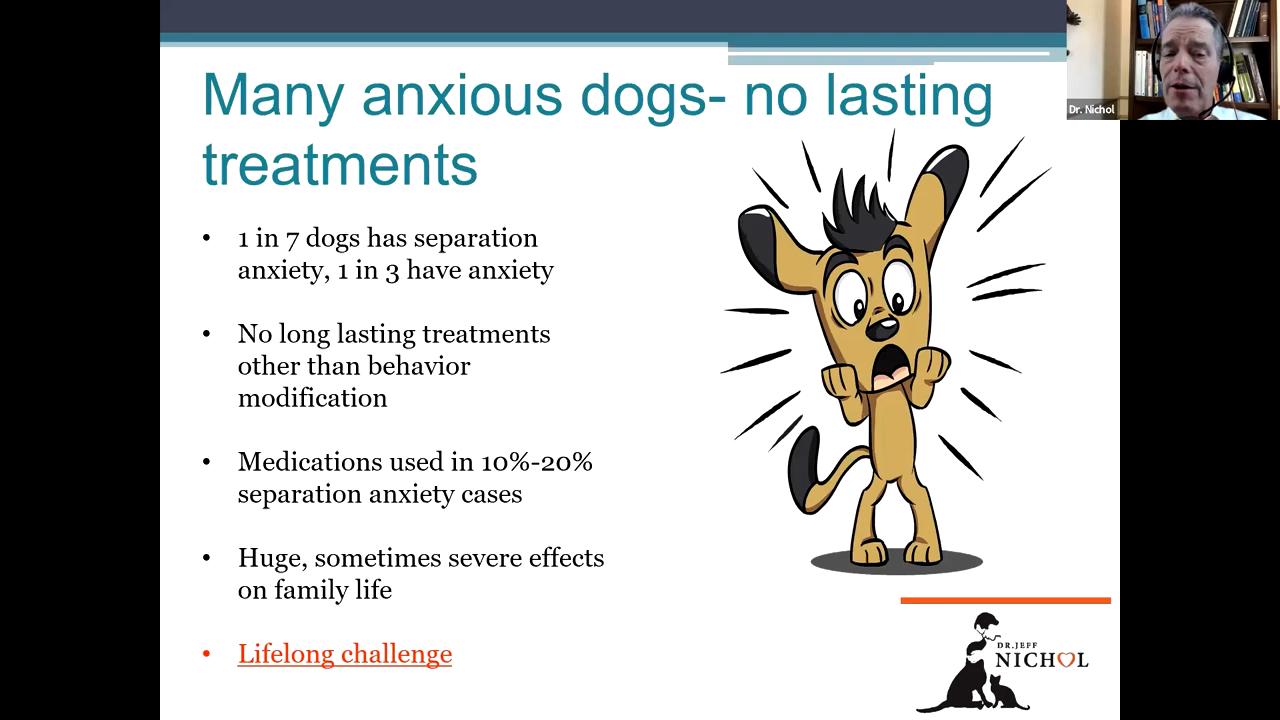 Many anxious dogs- no lasting
treatments
• 1 in 7 dogs has separation
anxiety, 1 in 3 have anxiety
• No long lasting treatments
other than behavior
modification
• Medications used in 10%-20%
separation anxiety cases
• Huge, sometimes severe effects
on family life
• Lifelong challenge
Dr. Nichol
DR.JEFF
NICHOL